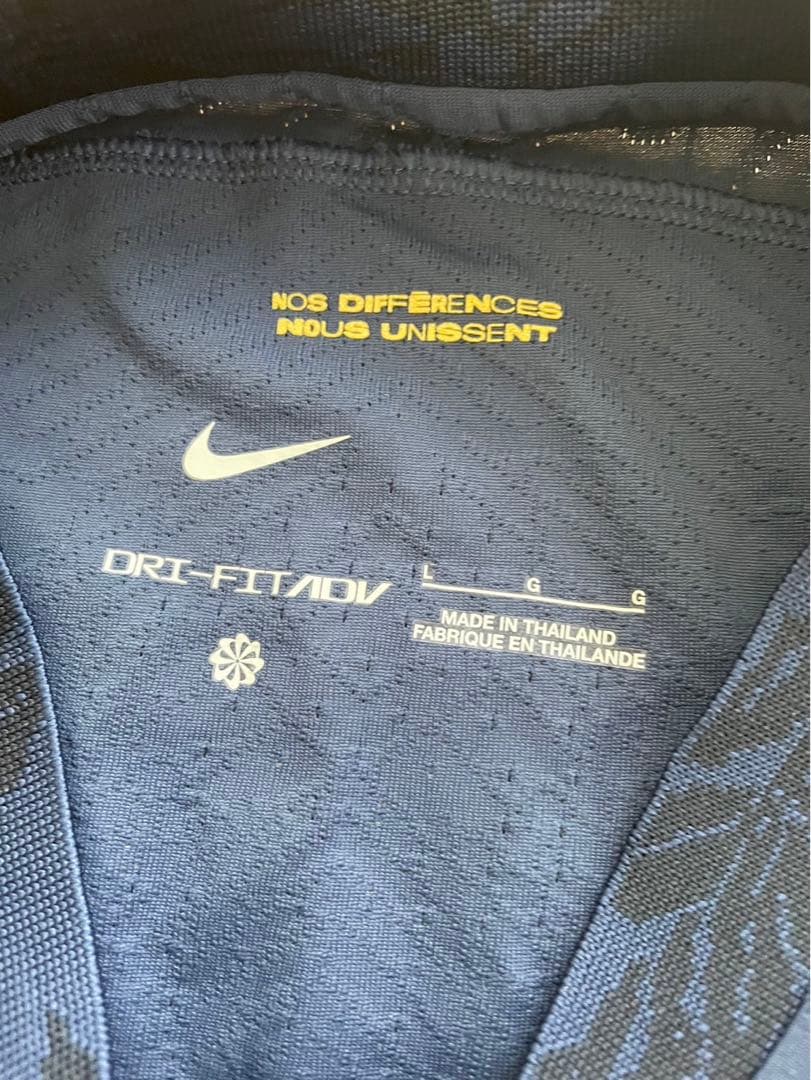 NOS DIFFÉRENCES
NOUS UNISSENT
DRI-FIT ADV
L G G
MADE IN THAILAND
FABRIQUE EN THAILANDE